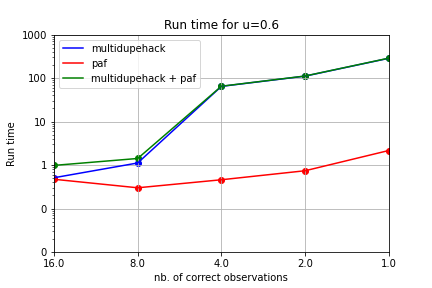 Run time for u=0.6
1000
100
10
1
0
0
Run time
multidupehack
paf
multidupehack + paf
16.0 8.0 4.0 2.0 1.0
nb. of correct observations